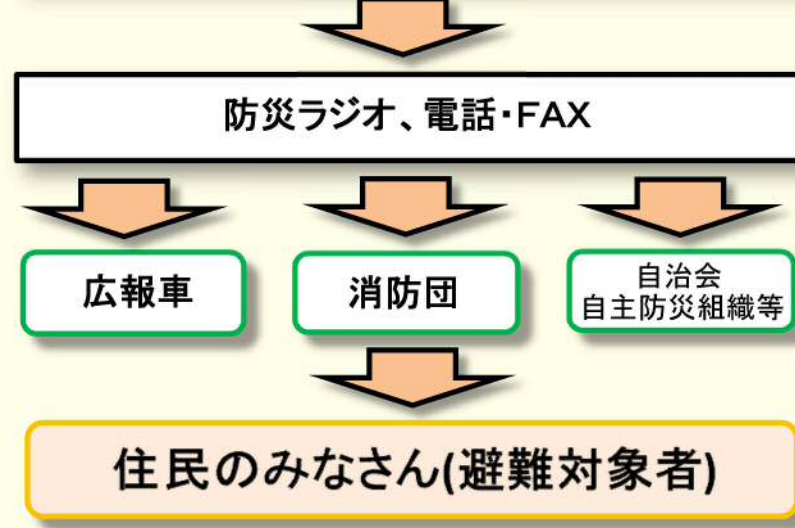 防災ラジオ、電話・FAX
広報車
消防団
自治会
自主防災組織等
住民のみなさん(避難対象者)